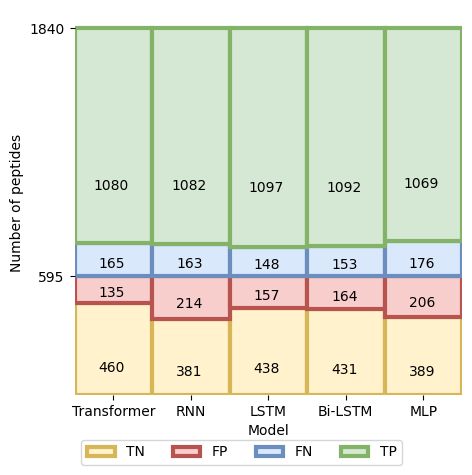 1840
1080 1082 1097 1092 1069
Number of peptides
165 163 148 153 176
595
135 214 157 164 206
460 381 438 431 389
Transformer RNN LSTM Bi-LSTM MLP
Model
TN FP FN TP